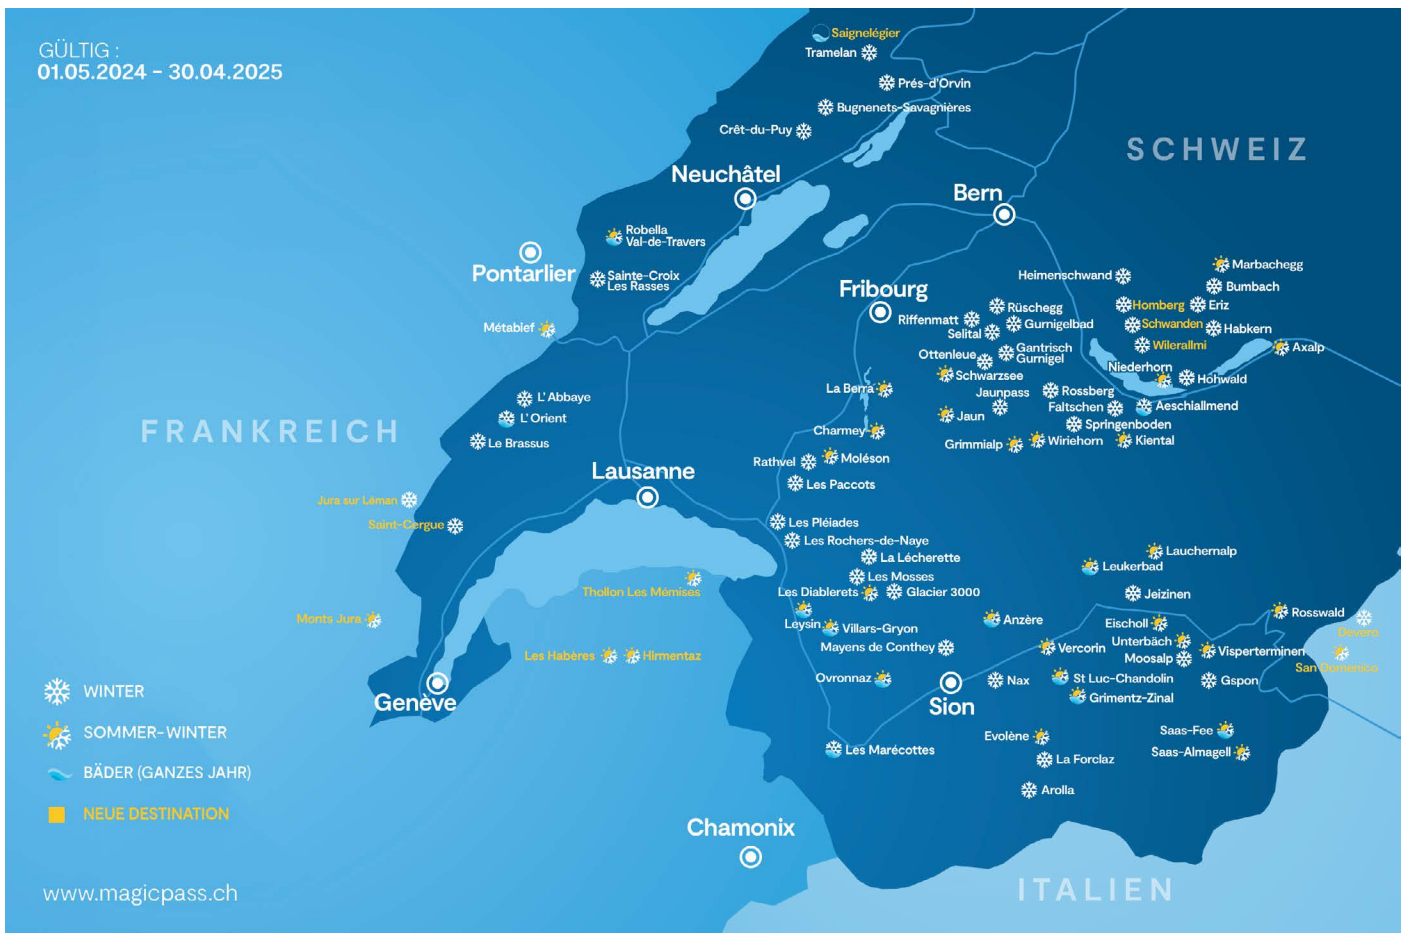 GÜLTIG :
01.05.2024 - 30.04.2025
Saignelégier
Tramelan
Prés-d'Orvin
Bugnenets-Savagnières
Crêt-du-Puy
SCHWEIZ
Neuchâtel
Bern
Robella
Val-de-Travers
Pontarlier
Sainte-Croix
Les Rasses
Marbachegg
Heimenschwand
Bumbach
Fribourg
Homberg
Eriz
Rüschegg
Riffenmatt
Gurnigelbad
Schwanden
Habkern
Selital
Métabief
Wilerallmi
Axalp
Gantrisch
Gurnigel
Ottenleue
Niederhorn
Schwarzsee
Hohwald
La Berra
Jaunpass
Rossberg
L'Abbaye
Faltschen
Aeschiallmend
L'Orient
Jaun
Springenboden
FRANKREICH
Charmey
Le Brassus
Grimmialp
Wiriehorn
Kiental
Rathvel
Moléson
Lausanne
Les Paccots
Jura sur Léman
Saint-Cergue
Les Pléiades
Les Rochers-de-Naye
La Lécherette
Lauchernalp
Leukerbad
Les Mosses
Thollon Les Mémises
Les Diablerets
Glacier 3000
Jeizinen
Rosswald
Monts Jura
Leysin
Villars-Gryon
Anzère
Eischoll
Devero
Unterbäch
Mayens de Conthey
Vercorin
Visperterminen
Les Habères
Hirmentaz
Moosalp
San Domenico
Ovronnaz
Nax
St Luc-Chandolin
Gspon
WINTER
Genève
Sion
Grimentz-Zinal
SOMMER-WINTER
Evolène
Saas-Fee
Les Marécottes
Saas-Almagell
La Forclaz
BÄDER (GANZES JAHR)
Arolla
NEUE DESTINATION
Chamonix
www.magicpass.ch
ITALIEN